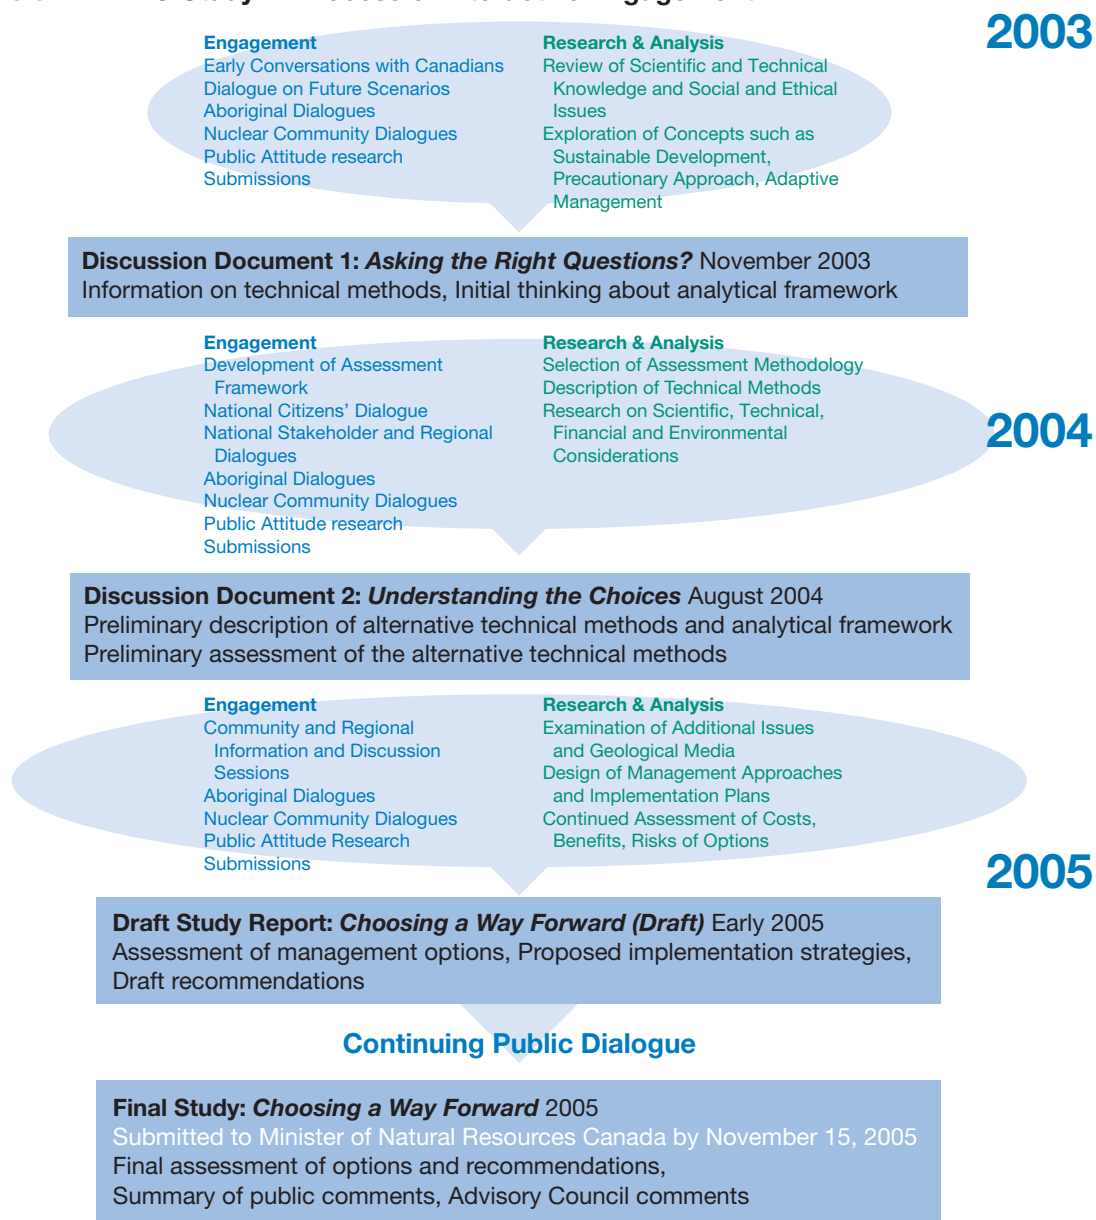 2003
Engagement
Early Conversations with Canadians
Dialogue on Future Scenarios
Aboriginal Dialogues
Nuclear Community Dialogues
Public Attitude research
Submissions
Research & Analysis
Review of Scientific and Technical
Knowledge and Social and Ethical
Issues
Exploration of Concepts such as
Sustainable Development,
Precautionary Approach, Adaptive
Management
Discussion Document 1: Asking the Right Questions? November 2003
Information on technical methods, Initial thinking about analytical framework
Engagement
Development of Assessment
Framework
National Citizens' Dialogue
National Stakeholder and Regional
Dialogues
Aboriginal Dialogues
Nuclear Community Dialogues
Public Attitude research
Submissions
Research & Analysis
Selection of Assessment Methodology
Description of Technical Methods
Research on Scientific, Technical,
Financial and Environmental
Considerations
2004
Discussion Document 2: Understanding the Choices August 2004
Preliminary description of alternative technical methods and analytical framework
Preliminary assessment of the alternative technical methods
Engagement
Community and Regional
Information and Discussion
Sessions
Aboriginal Dialogues
Nuclear Community Dialogues
Public Attitude Research
Submissions
Research & Analysis
Examination of Additional Issues
and Geological Media
Design of Management Approaches
and Implementation Plans
Continued Assessment of Costs,
Benefits, Risks of Options
2005
Draft Study Report: Choosing a Way Forward (Draft) Early 2005
Assessment of management options, Proposed implementation strategies,
Draft recommendations
Continuing Public Dialogue
Final Study: Choosing a Way Forward 2005
Submitted to Minister of Natural Resources Canada by November 15, 2005
Final assessment of options and recommendations,
Summary of public comments, Advisory Council comments